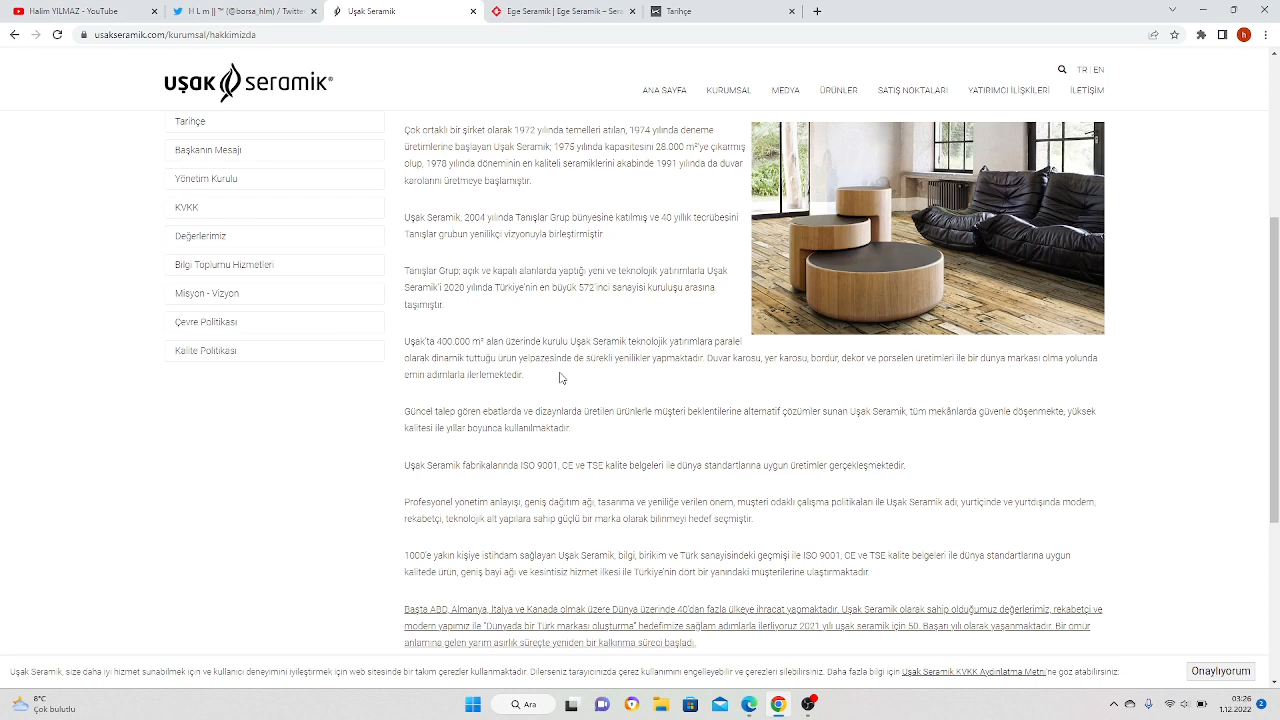 Halim YILMAZ - YouTube
H l m || ™ (@borsa_hlm) / Twitter
Uşak Seramik
Ege Seramik | Ege Seramik – Sera
Tarihçe
usakseramik.com/kurumsal/hakkimizda
uşak seramik®
TR | EN
ANA SAYFA KURUMSAL MEDYA ÜRÜNLER SATIŞ NOKTALARI YATIRIMCI İLİŞKİLERİ İLETİŞİM
Tarihçe
Başkanın Mesajı
Yönetim Kurulu
KVKK
Değerlerimiz
Bilgi Toplumu Hizmetleri
Misyon - Vizyon
Çevre Politikası
Kalite Politikası
Çok ortaklı bir şirket olarak 1972 yılında temelleri atılan, 1974 yılında deneme
üretimlerine başlayan Uşak Seramik; 1975 yılında kapasitesini 28.000 m²'ye çıkarmış
olup, 1978 yılında döneminin en kaliteli seramiklerini akabinde 1991 yılında da duvar
karolarını üretmeye başlamıştır.
Uşak Seramik, 2004 yılında Tanışlar Grup bünyesine katılmış ve 40 yıllık tecrübesini
Tanışlar grubun yenilikçi vizyonuyla birleştirmiştir.
Tanışlar Grup; açık ve kapalı alanlarda yaptığı yeni ve teknolojik yatırımlarla Uşak
Seramik'i 2020 yılında Türkiye'nin en büyük 572'inci sanayisi kuruluşu arasına
taşımıştır.
Uşak'ta 400.000 m² alan üzerinde kurulu Uşak Seramik teknolojik yatırımlara paralel
olarak dinamik tuttuğu ürün yelpazesinde de sürekli yenilikler yapmaktadır. Duvar karosu, yer karosu, bordür, dekor ve porselen üretimleri ile bir dünya markası olma yolunda
emin adımlarla ilerlemektedir.
Güncel talep gören ebatlarda ve dizaynlarda üretilen ürünlerle müşteri beklentilerine alternatif çözümler sunan Uşak Seramik, tüm mekânlarda güvenle döşenmekte, yüksek
kalitesi ile yıllar boyunca kullanılmaktadır.
Uşak Seramik fabrikalarında ISO 9001, CE ve TSE kalite belgeleri ile dünya standartlarına uygun üretimler gerçekleşmektedir.
Profesyonel yönetim anlayışı, geniş dağıtım ağı, tasarıma ve yeniliğe verilen önem, müşteri odaklı çalışma politikaları ile Uşak Seramik adı, yurtiçinde ve yurtdışında modern,
rekabetçi, teknolojik alt yapılara sahip güçlü bir marka olarak bilinmeyi hedef seçmiştir.
1000'e yakın kişiye istihdam sağlayan Uşak Seramik, bilgi, birikim ve Türk sanayisindeki geçmişi ile ISO 9001, CE ve TSE kalite belgeleri ile dünya standartlarına uygun
kalitede ürün, geniş bayi ağı ve kesintisiz hizmet ilkesi ile Türkiye'nin dört bir yanındaki müşterilerine ulaştırmaktadır
Başta ABD, Almanya, İtalya ve Kanada olmak üzere Dünya üzerinde 40'dan fazla ülkeye ihracat yapmaktadır. Uşak Seramik olarak sahip olduğumuz değerlerimiz, rekabetçi ve
modern yapımız ile "Dünyada bir Türk markası oluşturma" hedefimize sağlam adımlarla ilerliyoruz 2021 yılı uşak seramik için 50. Başarı yılı olarak yaşanmaktadır. Bir ömür
anlamına gelen yarım asırlık süreçte yeniden bir kalkınma süreci başladı.
Uşak Seramik, size daha iyi hizmet sunabilmek için ve kullanıcı deneyimini iyileştirmek için web sitesinde bir takım çerezler kullanmaktadır. Dilerseniz tarayıcınızda çerez kullanımını engelleyebilir ve çerezleri silebilirsiniz. Daha fazla bilgi için Uşak Seramik KVKK Aydınlatma Metni'ne göz atabilirsiniz.
Onaylıyorum
8°C
Çok bulutlu
Ara
03:26
1.12.2022